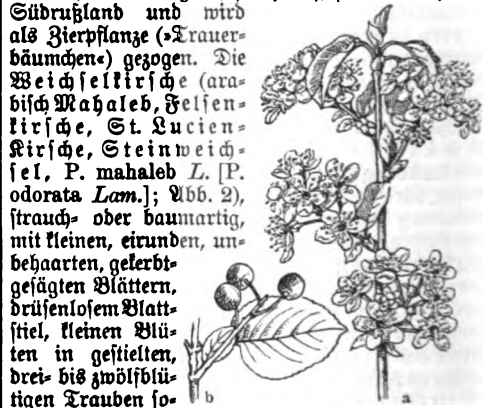 Südrußland und wird
als Zierpflanze (»Trauer-
bäumchen«) gezogen. Die
Weichselkirsche (ara-
bisch Mahaleb, Felsen-
kirsche, St. Lucien-
Kirsche, Steinweich-
sel, P. mahaleb L. [P.
odorata Lam.]; Abb. 2),
strauch- oder baumartig,
mit kleinen, eirunden, un-
behaarten, gekerbt-
gesägten Blättern,
drüsenlosem Blatt-
stiel, kleinen Blü-
ten in gestielten,
drei- bis zwölfblü-
tigen Trauben so-
b
a